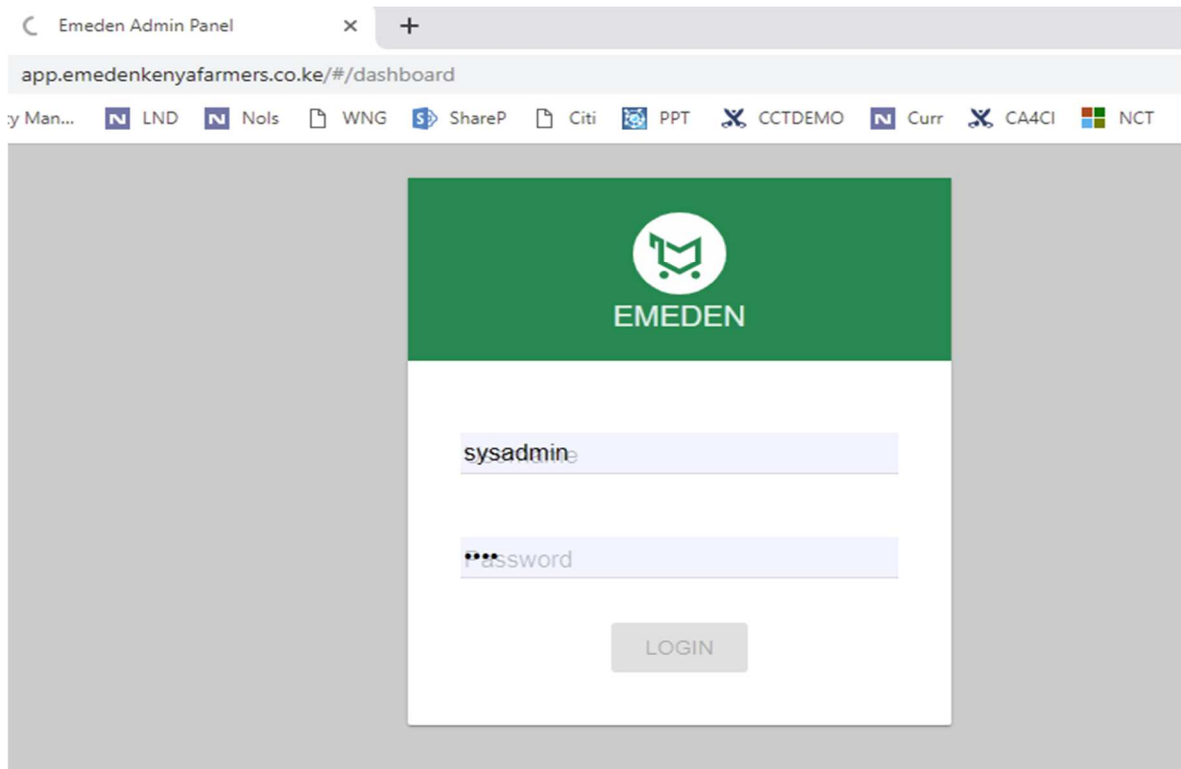 Emeden Admin Panel
app.emedenkenyafarmers.co.ke/#/dashboard
y Man... LND Nols WNG ShareP Citi PPT CCTDEMO Curr CA4CI NCT
EMEDEN
sysadmin
Password
LOGIN